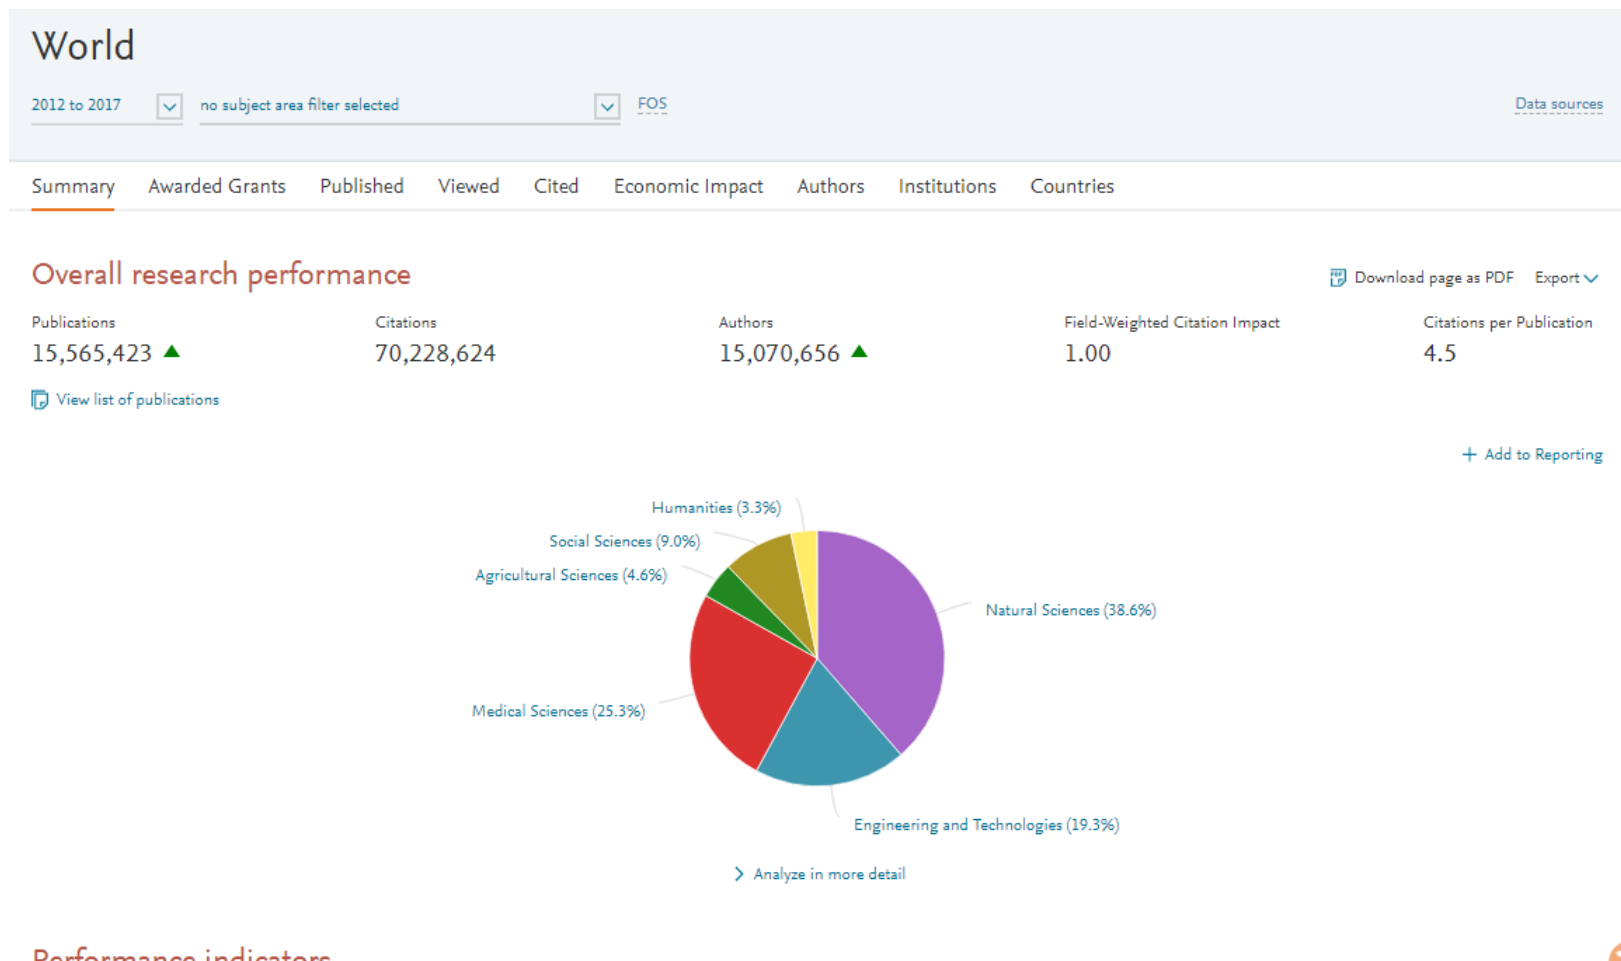 World
2012 to 2017 no subject area filter selected FOS Data sources
Summary Awarded Grants Published Viewed Cited Economic Impact Authors Institutions Countries
Overall research performance
Download page as PDF Export
Publications Citations Authors Field-Weighted Citation Impact Citations per Publication
15,565,423 70,228,624 15,070,656 1.00 4.5
View list of publications
+ Add to Reporting
Humanities (3.3%)
Social Sciences (9.0%)
Agricultural Sciences (4.6%)
Natural Sciences (38.6%)
Medical Sciences (25.3%)
Engineering and Technologies (19.3%)
Analyze in more detail
Performance indicators